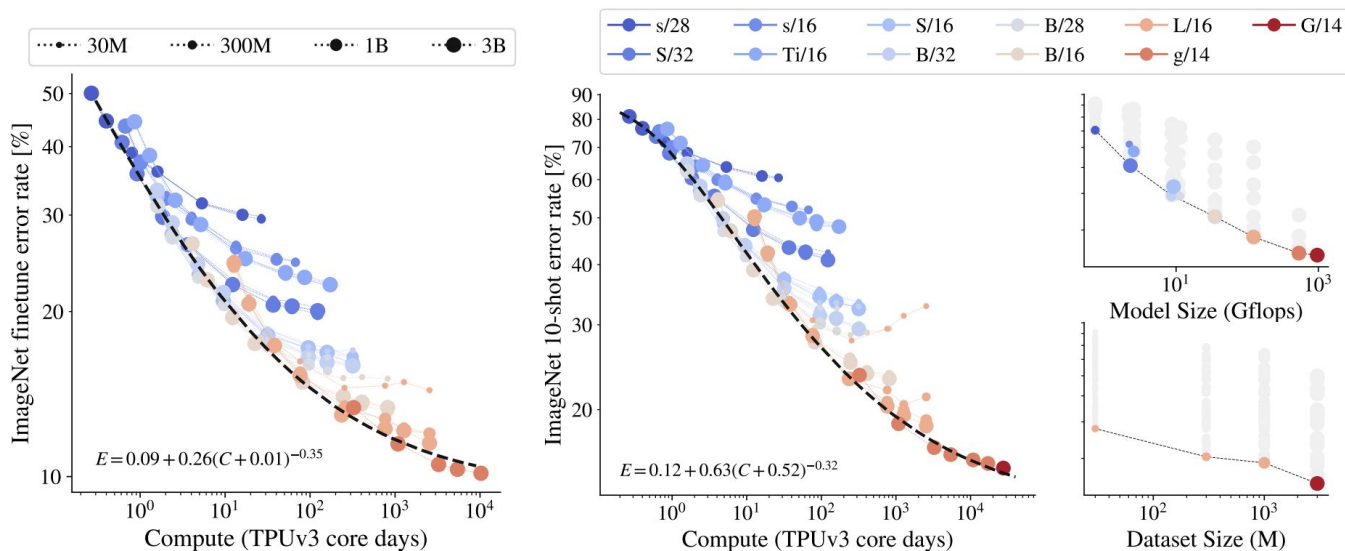 30M 300M 1B 3B
s/28 s/16 S/16 B/28 L/16 G/14
S/32 Ti/16 B/32 B/16 g/14
ImageNet finetune error rate [%]
50
40
30
20
10
E = 0.09 + 0.26(C + 0.01)^{-0.35}
10^0 10^1 10^2 10^3 10^4
Compute (TPUv3 core days)
ImageNet 10-shot error rate [%]
90
80
70
60
50
40
30
20
E = 0.12 + 0.63(C + 0.52)^{-0.32}
10^0 10^1 10^2 10^3 10^4
Compute (TPUv3 core days)
10^1 10^3
Model Size (Gflops)
10^2 10^3
Dataset Size (M)